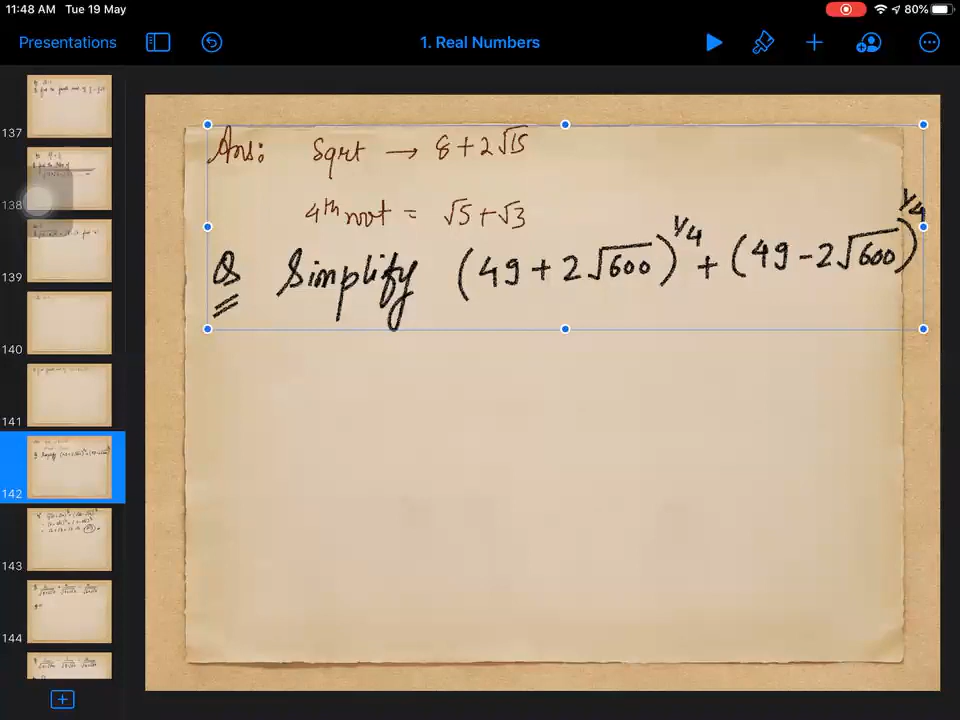 11:48 AM Tue 19 May
80%
Presentations
1. Real Numbers
Ans: Sqrt → 8+2√15
4th root = √5+√3
Q Simplify (49+2√600)^1/4 + (49-2√600)^1/4
137
138
139
140
141
142
143
144